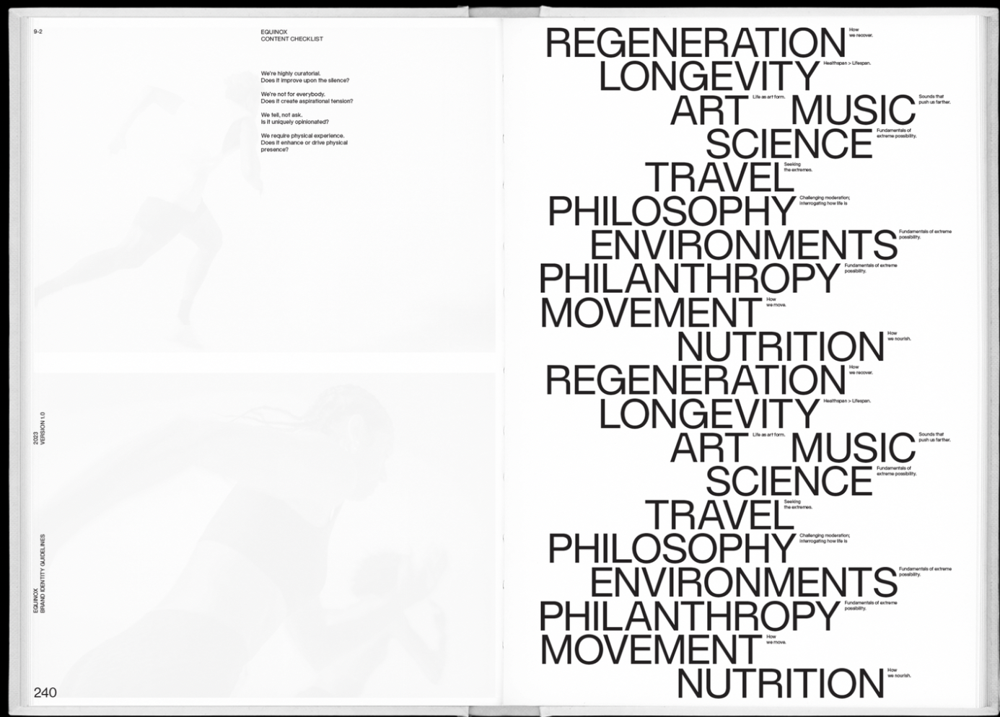 9-2
EQUINOX
CONTENT CHECKLIST
We're highly curatorial.
Does it improve upon the silence?
We're not for everybody.
Does it create aspirational tension?
We tell, not ask.
Is it uniquely opinionated?
We require physical experience.
Does it enhance or drive physical
presence?
2023
VERSION 1.0
EQUINOX
BRAND IDENTITY GUIDELINES
240
REGENERATION
How
we recover.
LONGEVITY
Healthspan > Lifespan.
ART
Life as art form.
MUSIC
Sounds that
push us farther.
SCIENCE
Fundamentals of
extreme possibility.
TRAVEL
Seeking
the extremes.
PHILOSOPHY
Challenging moderation;
interrogating how life is
ENVIRONMENTS
Fundamentals of extreme
possibility.
PHILANTHROPY
Fundamentals of extreme
possibility.
MOVEMENT
How
we move.
NUTRITION
How
we nourish.
REGENERATION
How
we recover.
LONGEVITY
Healthspan > Lifespan.
ART
Life as art form.
MUSIC
Sounds that
push us farther.
SCIENCE
Fundamentals of
extreme possibility.
TRAVEL
Seeking
the extremes.
PHILOSOPHY
Challenging moderation;
interrogating how life is
ENVIRONMENTS
Fundamentals of extreme
possibility.
PHILANTHROPY
Fundamentals of extreme
possibility.
MOVEMENT
How
we move.
NUTRITION
How
we nourish.